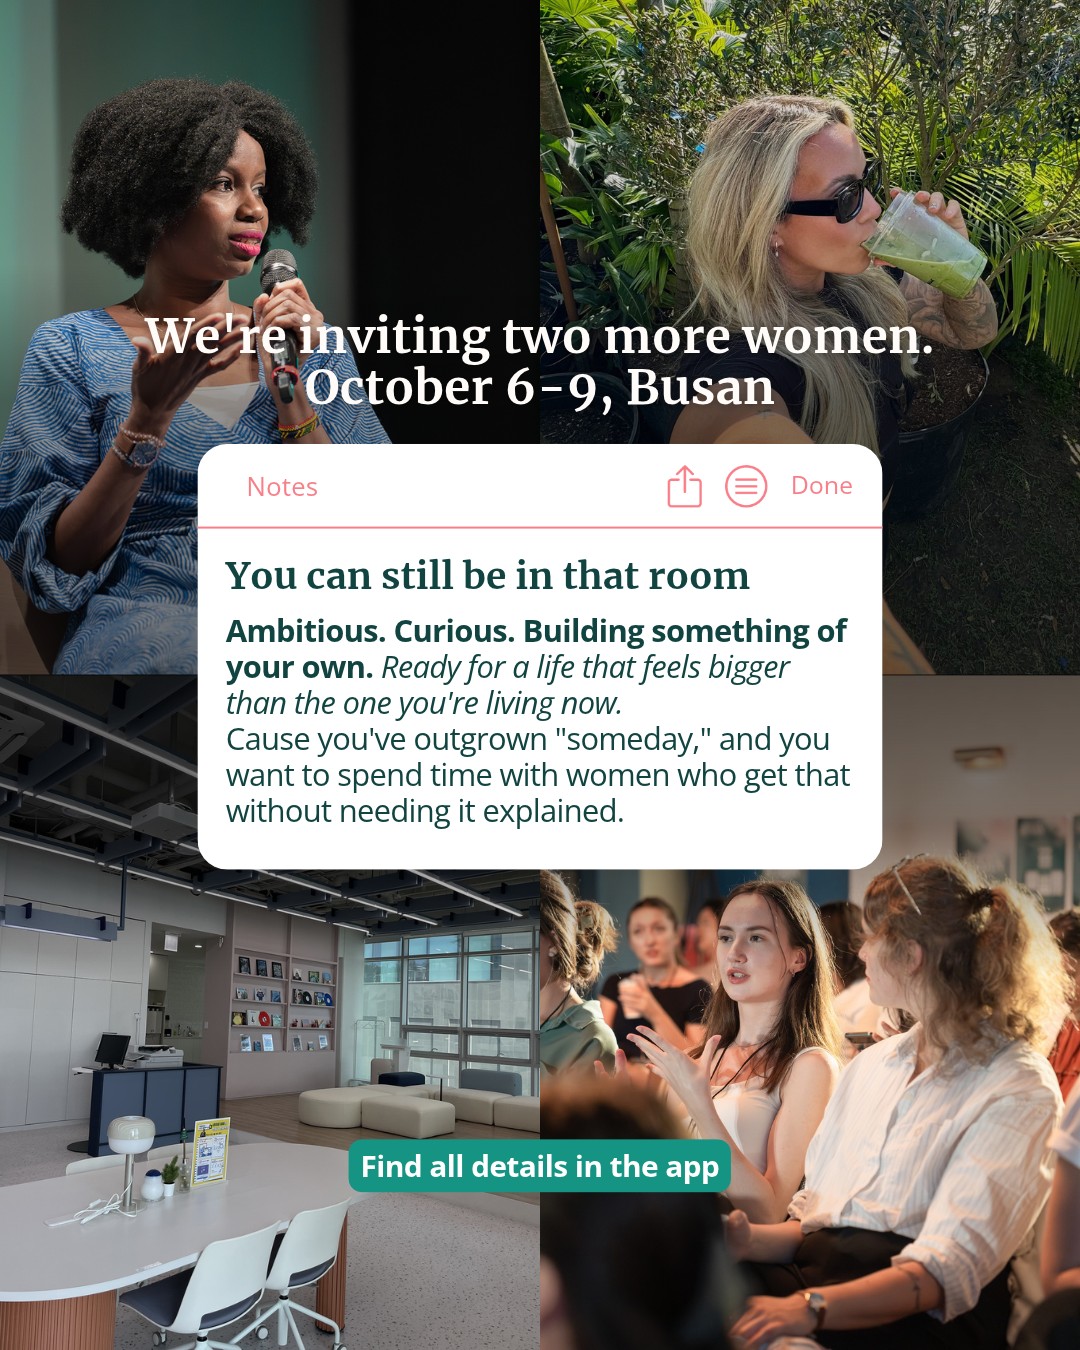 We're inviting two more women.
October 6-9, Busan
Notes
Done
You can still be in that room
Ambitious. Curious. Building something of
your own. Ready for a life that feels bigger
than the one you're living now.
Cause you've outgrown "someday," and you
want to spend time with women who get that
without needing it explained.
Find all details in the app